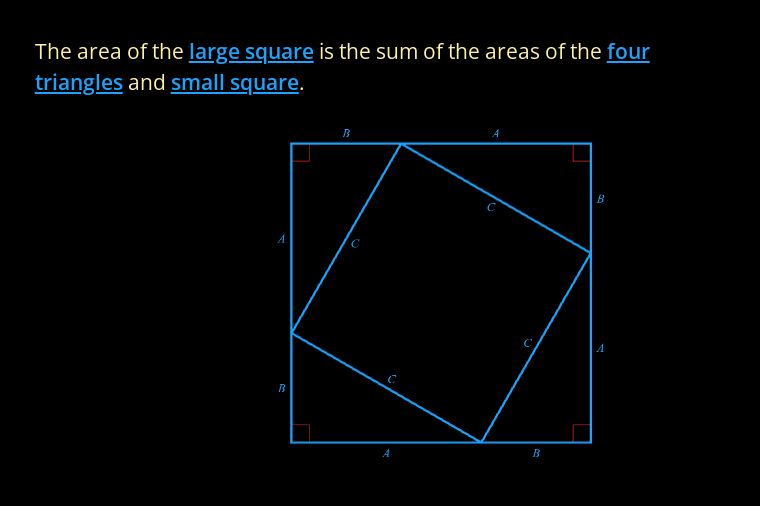 The area of the large square is the sum of the areas of the four
triangles and small square.
B A
B
C
A
C
C
A
C
B
A B